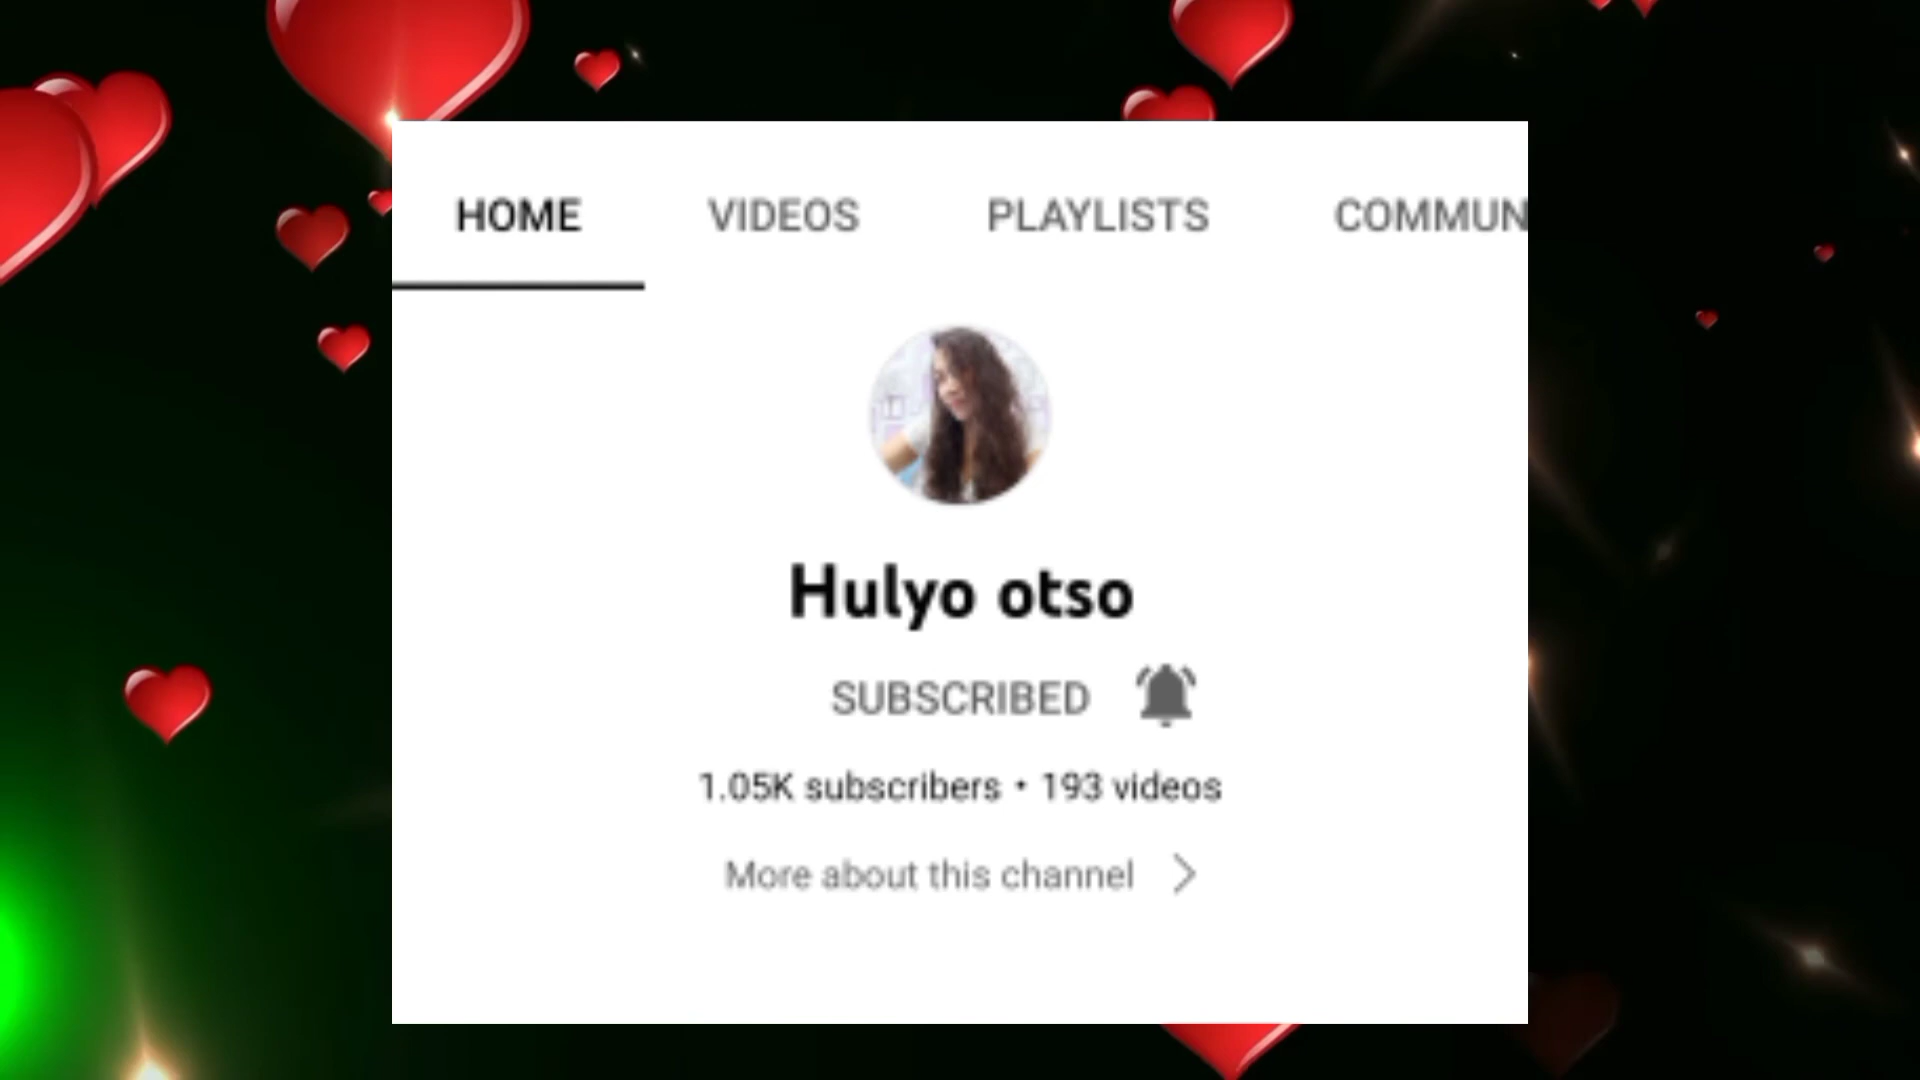 HOME VIDEOS PLAYLISTS COMMUN
Hulyo otso
SUBSCRIBED
1.05K subscribers • 193 videos
More about this channel